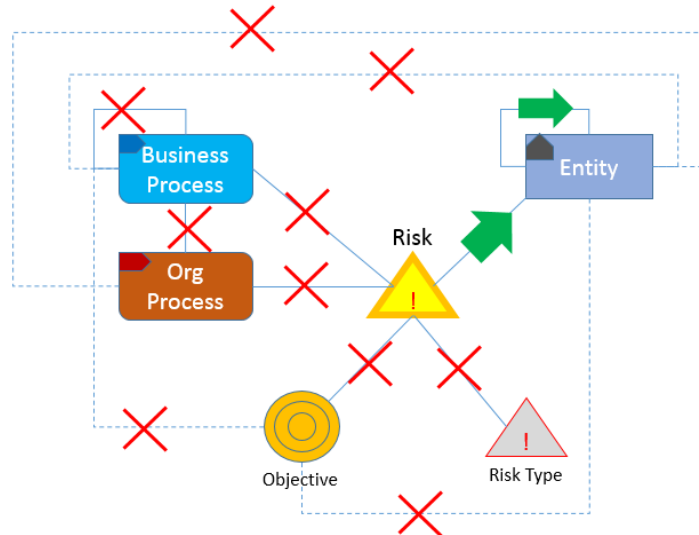 Business
Process
Entity
Risk
Org
Process
!
!
Objective
Risk Type